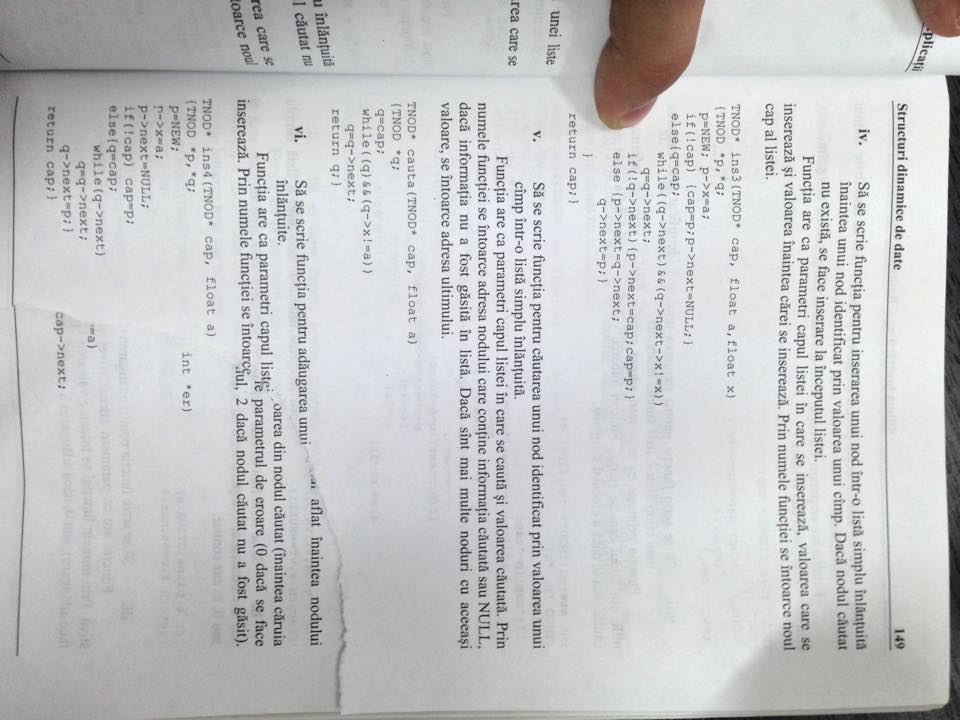 plicații
unei liste
area care se
u înlănțuită
l căutat nu
area care se
toarce noul
Structuri dinamice de date 149
iv. Să se scrie funcția pentru inserarea unui nod într-o listă simplu înlănțuită
înaintea unui nod identificat prin valoarea unui cîmp. Dacă nodul căutat
nu există, se face inserare la începutul listei.
Funcția are ca parametri capul listei în care se inserează, valoarea care se
inserează și valoarea înaintea cărei se inserează. Prin numele funcției se întoarce noul
cap al listei.
TNOD* ins3(TNOD* cap, float a,float x)
{TNOD *p,*q;
p=NEW; p->x=a;
if(!cap) {cap=p;p->next=NULL;}
else{q=cap;
while((q->next)&&(q->next->x!=x))
q=q->next;
if(!q->next){p->next=cap;cap=p;}
else {p->next=q->next;
q->next=p;}
}
return cap;}
v. Să se scrie funcția pentru căutarea unui nod identificat prin valoarea unui
cîmp într-o listă simplu înlănțuită.
Funcția are ca parametri capul listei în care se caută și valoarea căutată. Prin
numele funcției se întoarce adresa nodului care conține informația căutată sau NULL,
dacă informația nu a fost găsită în listă. Dacă sînt mai multe noduri cu aceeași
valoare, se întoarce adresa ultimului.
TNOD* cauta(TNOD* cap, float a)
{TNOD *q;
q=cap;
while((q)&&(q->x!=a))
q=q->next;
return q;}
vi. Să se scrie funcția pentru adăugarea unui aflat înaintea nodului
înlănțuite. oarea din nodul căutat (înaintea căruia
Funcția are ca parametri capul listei parametrul de eroare (0 dacă se face
inserează. Prin numele funcției se întoarce lul, 2 dacă nodul căutat nu a fost găsit).
TNOD* ins4(TNOD* cap, float a) int *er)
{TNOD *p,*q;
p=NEW;
p->x=a;
p->next=NULL;
if(!cap) cap=p;
else{q=cap;
while(q->next) =a)
q=q->next;
q->next=p;} cap->next;
return cap;}